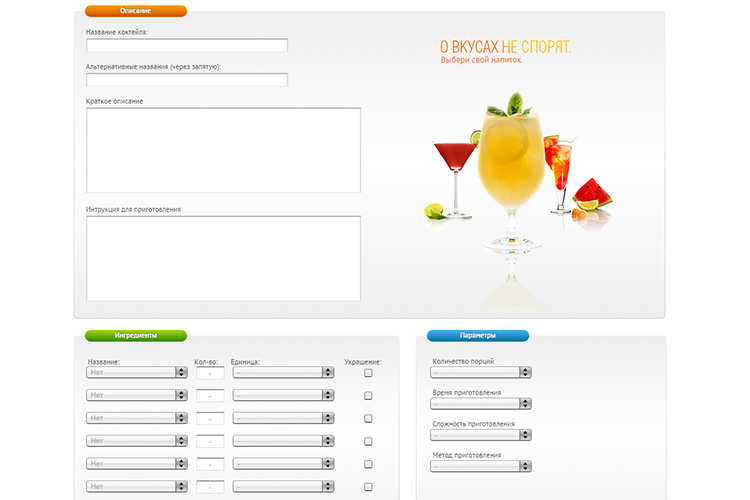 Описание
Название коктейля:
Альтернативные названия (через запятую):
Краткое описание
Интрукция для приготовления
О ВКУСАХ НЕ СПОРЯТ.
Выбери свой напиток.
Ингредиенты
Название: Кол-во: Единица: Украшение:
Нет - -
Нет - -
Нет - -
Нет - -
Нет - -
Нет - -
Параметры
Количество порций
-
Время приготовления
-
Сложность приготовления
-
Метод приготовления
-